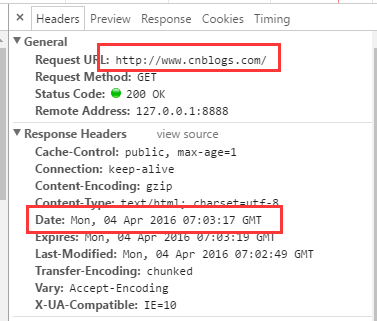 Headers Preview Response Cookies Timing
General
Request URL: http://www.cnblogs.com/
Request Method: GET
Status Code: 200 OK
Remote Address: 127.0.0.1:8888
Response Headers view source
Cache-Control: public, max-age=1
Connection: keep-alive
Content-Encoding: gzip
Content-Type: text/html; charset=utf-8
Date: Mon, 04 Apr 2016 07:03:17 GMT
Expires: Mon, 04 Apr 2016 07:03:19 GMT
Last-Modified: Mon, 04 Apr 2016 07:02:49 GMT
Transfer-Encoding: chunked
Vary: Accept-Encoding
X-UA-Compatible: IE=10